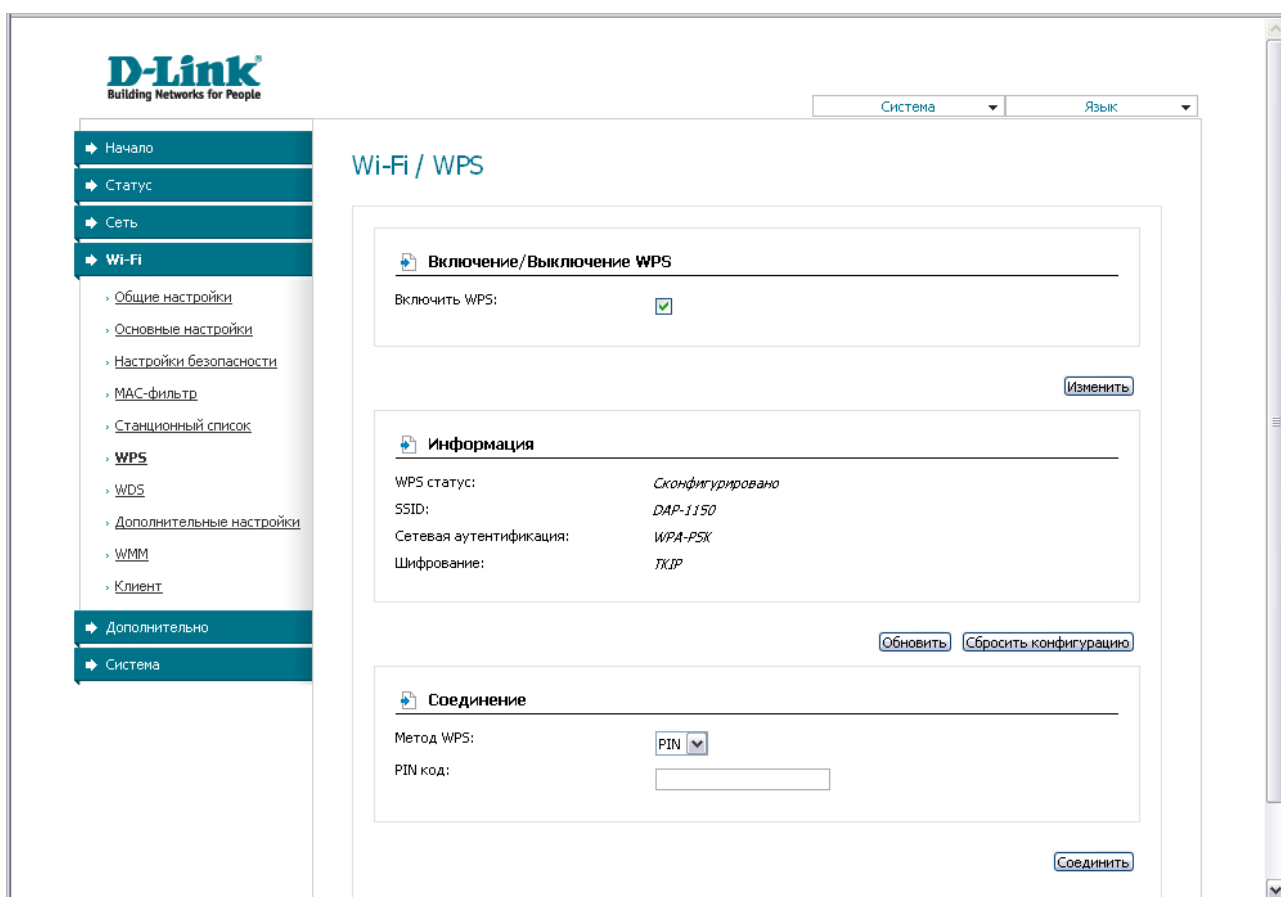 D-Link
Building Networks for People
Система
Язык
Начало
Статус
Сеть
Wi-Fi
Общие настройки
Основные настройки
Настройки безопасности
MAC-фильтр
Станционный список
WPS
WDS
Дополнительные настройки
WMM
Клиент
Дополнительно
Система
Wi-Fi / WPS
Включение/Выключение WPS
Включить WPS:
Изменить
Информация
WPS статус: Сконфигурировано
SSID: DAP-1150
Сетевая аутентификация: WPA-PSK
Шифрование: TKIP
Обновить Сбросить конфигурацию
Соединение
Метод WPS: PIN
PIN код:
Соединить